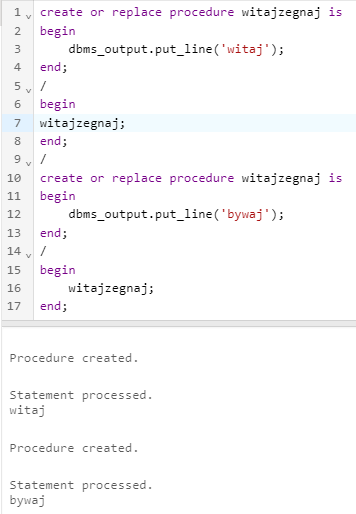 1 create or replace procedure witajzegnaj is
2 begin
3 dbms_output.put_line('witaj');
4 end;
5 /
6 begin
7 witajzegnaj;
8 end;
9 /
10 create or replace procedure witajzegnaj is
11 begin
12 dbms_output.put_line('bywaj');
13 end;
14 /
15 begin
16 witajzegnaj;
17 end;
Procedure created.
Statement processed.
witaj
Procedure created.
Statement processed.
bywaj